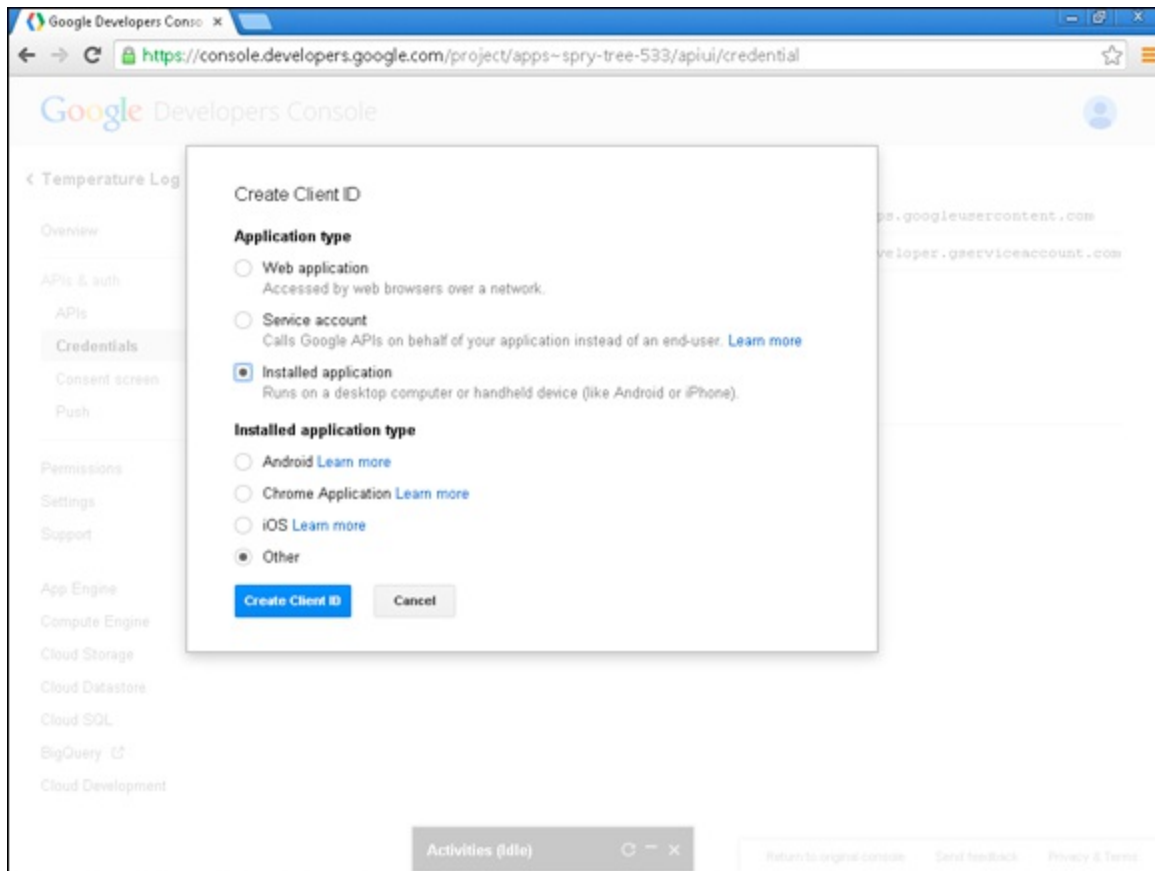 Google Developers Conso
https://console.developers.google.com/project/apps~spry-tree-533/apiui/credential
Google Developers Console
Temperature Log
Overview
APIs & auth
APIs
Credentials
Consent screen
Push
Permissions
Settings
Support
App Engine
Compute Engine
Cloud Storage
Cloud Datastore
Cloud SQL
BigQuery
Cloud Development
Create Client ID
Application type
Web application
Accessed by web browsers over a network.
Service account
Calls Google APIs on behalf of your application instead of an end-user. Learn more
Installed application
Runs on a desktop computer or handheld device (like Android or iPhone).
Installed application type
Android Learn more
Chrome Application Learn more
iOS Learn more
Other
Create Client ID Cancel
ps.googleusercontent.com
veloper.gserviceaccount.com
Activities (Idle)
Return to original console Send feedback Privacy & Terms